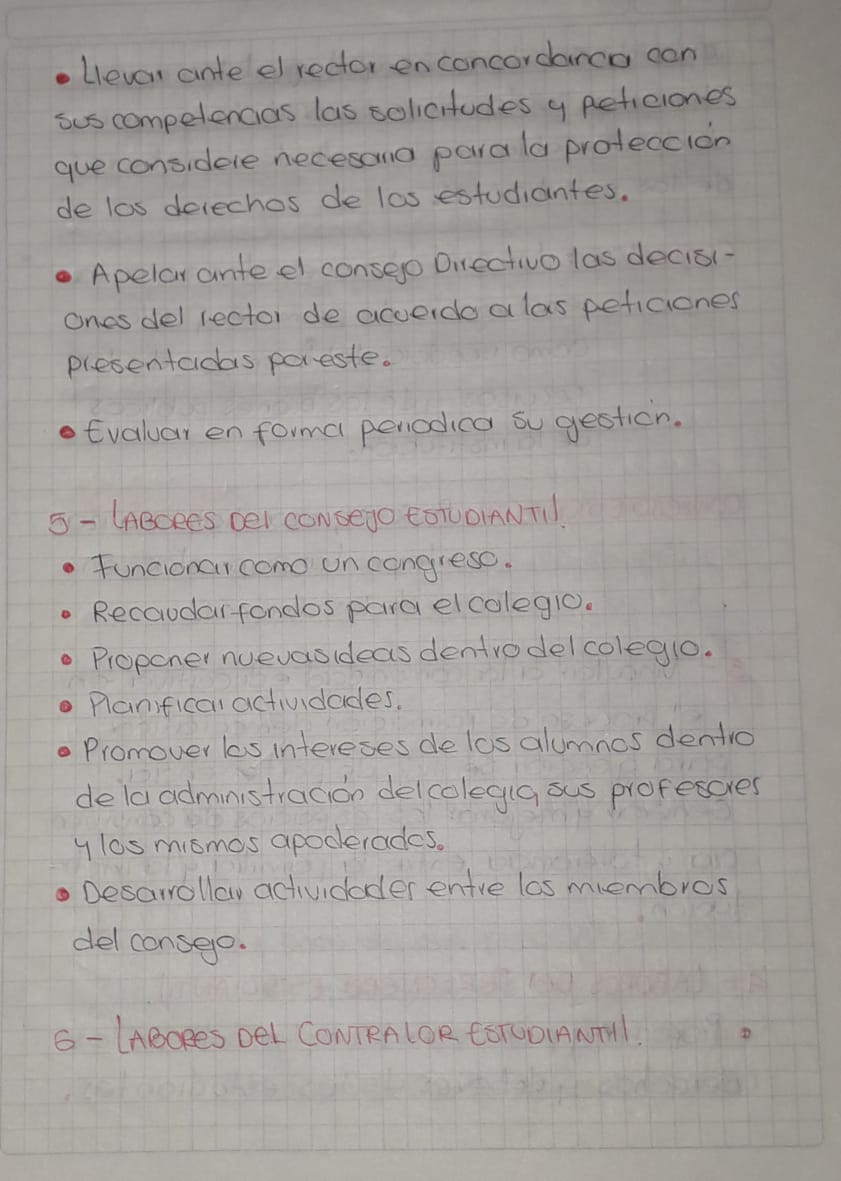 • Llevar ante el rector en concordanca con
sus competencias las solicitudes y peticiones
que considere necesaria para la protección
de los derechos de los estudiantes.
• Apelar ante el consejo Directivo las decisi-
ones del rector de acuerdo a las peticiones
presentadas por este.
• Evaluar en forma periodica su gestión.
5 - LABORES DEL CONSEJO ESTUDIANTIL.
• Funcionar como un congreso.
• Recaudar fondos para el colegio.
• Proponer nuevas ideas dentro del colegio.
• Planificar actividades.
• Promover los intereses de los alumnos dentro
de la administración del colegio, sus profesores
y los mismos apoderados.
• Desarrollar actividades entre los miembros
del consejo.
6 - LABORES DEL CONTRALOR ESTUDIANTIL.